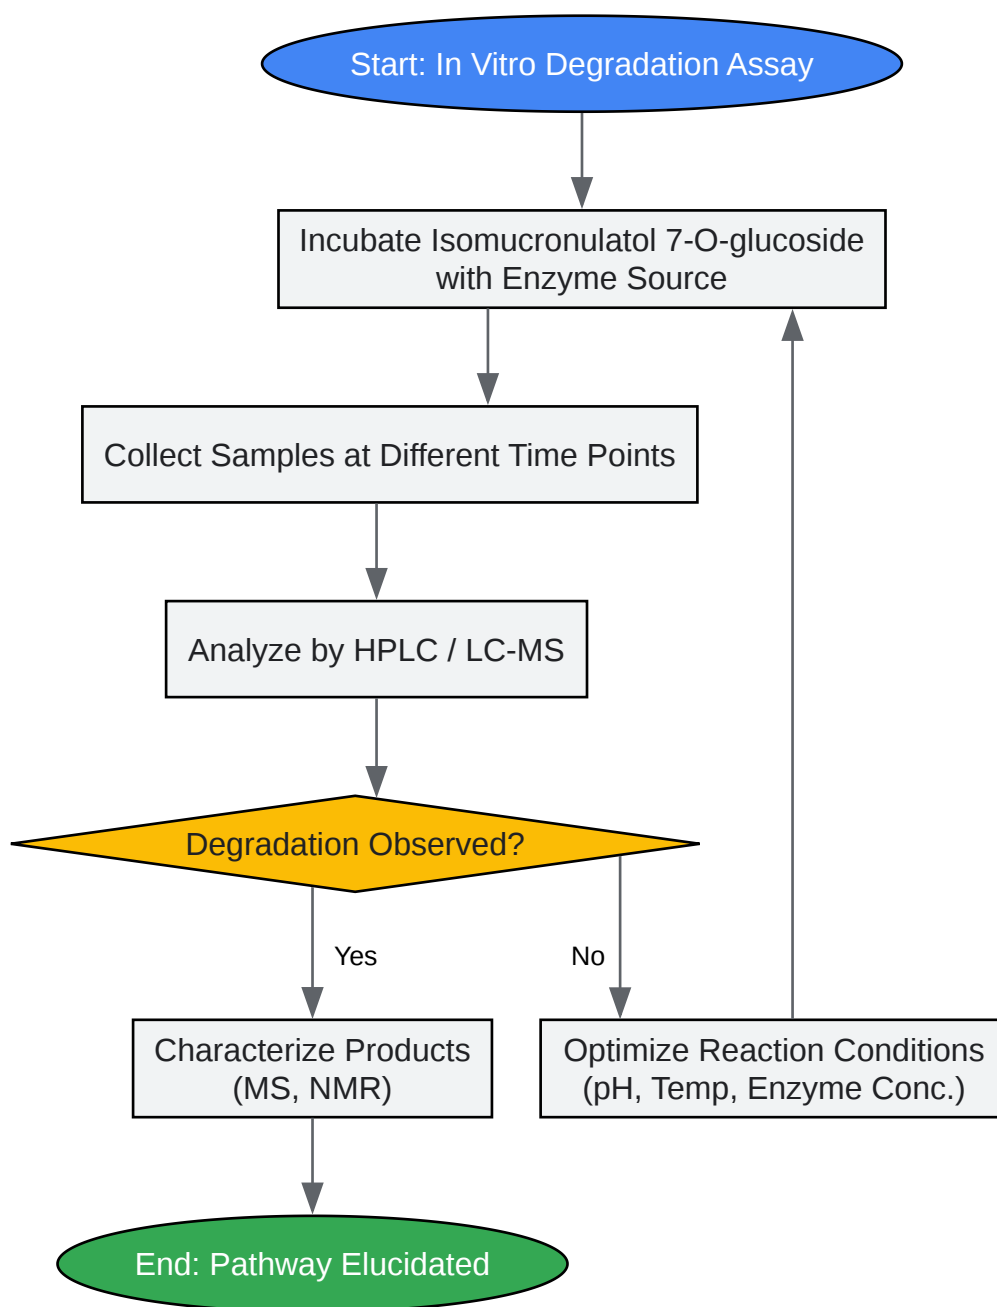 Start: In Vitro Degradation Assay
Incubate Isomucronulatol 7-O-glucoside
with Enzyme Source
Collect Samples at Different Time Points
Analyze by HPLC / LC-MS
Degradation Observed?
Yes
No
Characterize Products
(MS, NMR)
Optimize Reaction Conditions
(pH, Temp, Enzyme Conc.)
End: Pathway Elucidated